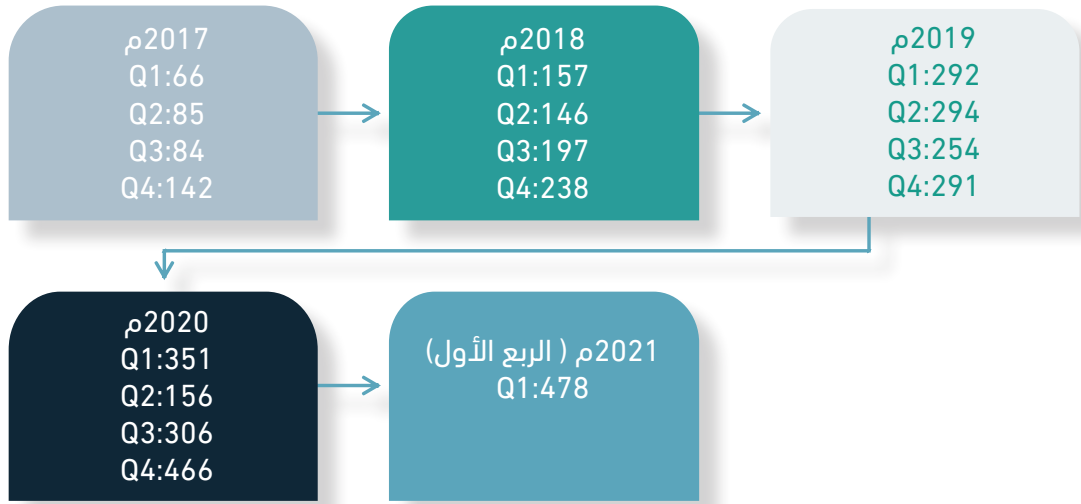 2017م
Q1:66
Q2:85
Q3:84
Q4:142
2018م
Q1:157
Q2:146
Q3:197
Q4:238
2019م
Q1:292
Q2:294
Q3:254
Q4:291
2020م
Q1:351
Q2:156
Q3:306
Q4:466
2021م ( الربع الأول)
Q1:478